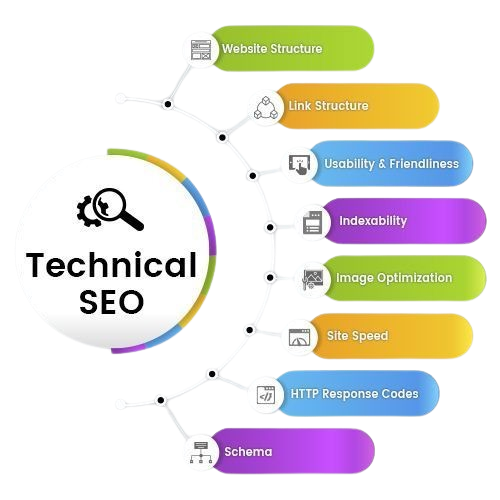 Website Structure
Link Structure
Usability & Friendliness
Indexability
Technical
SEO
Image Optimization
Site Speed
HTTP Response Codes
Schema